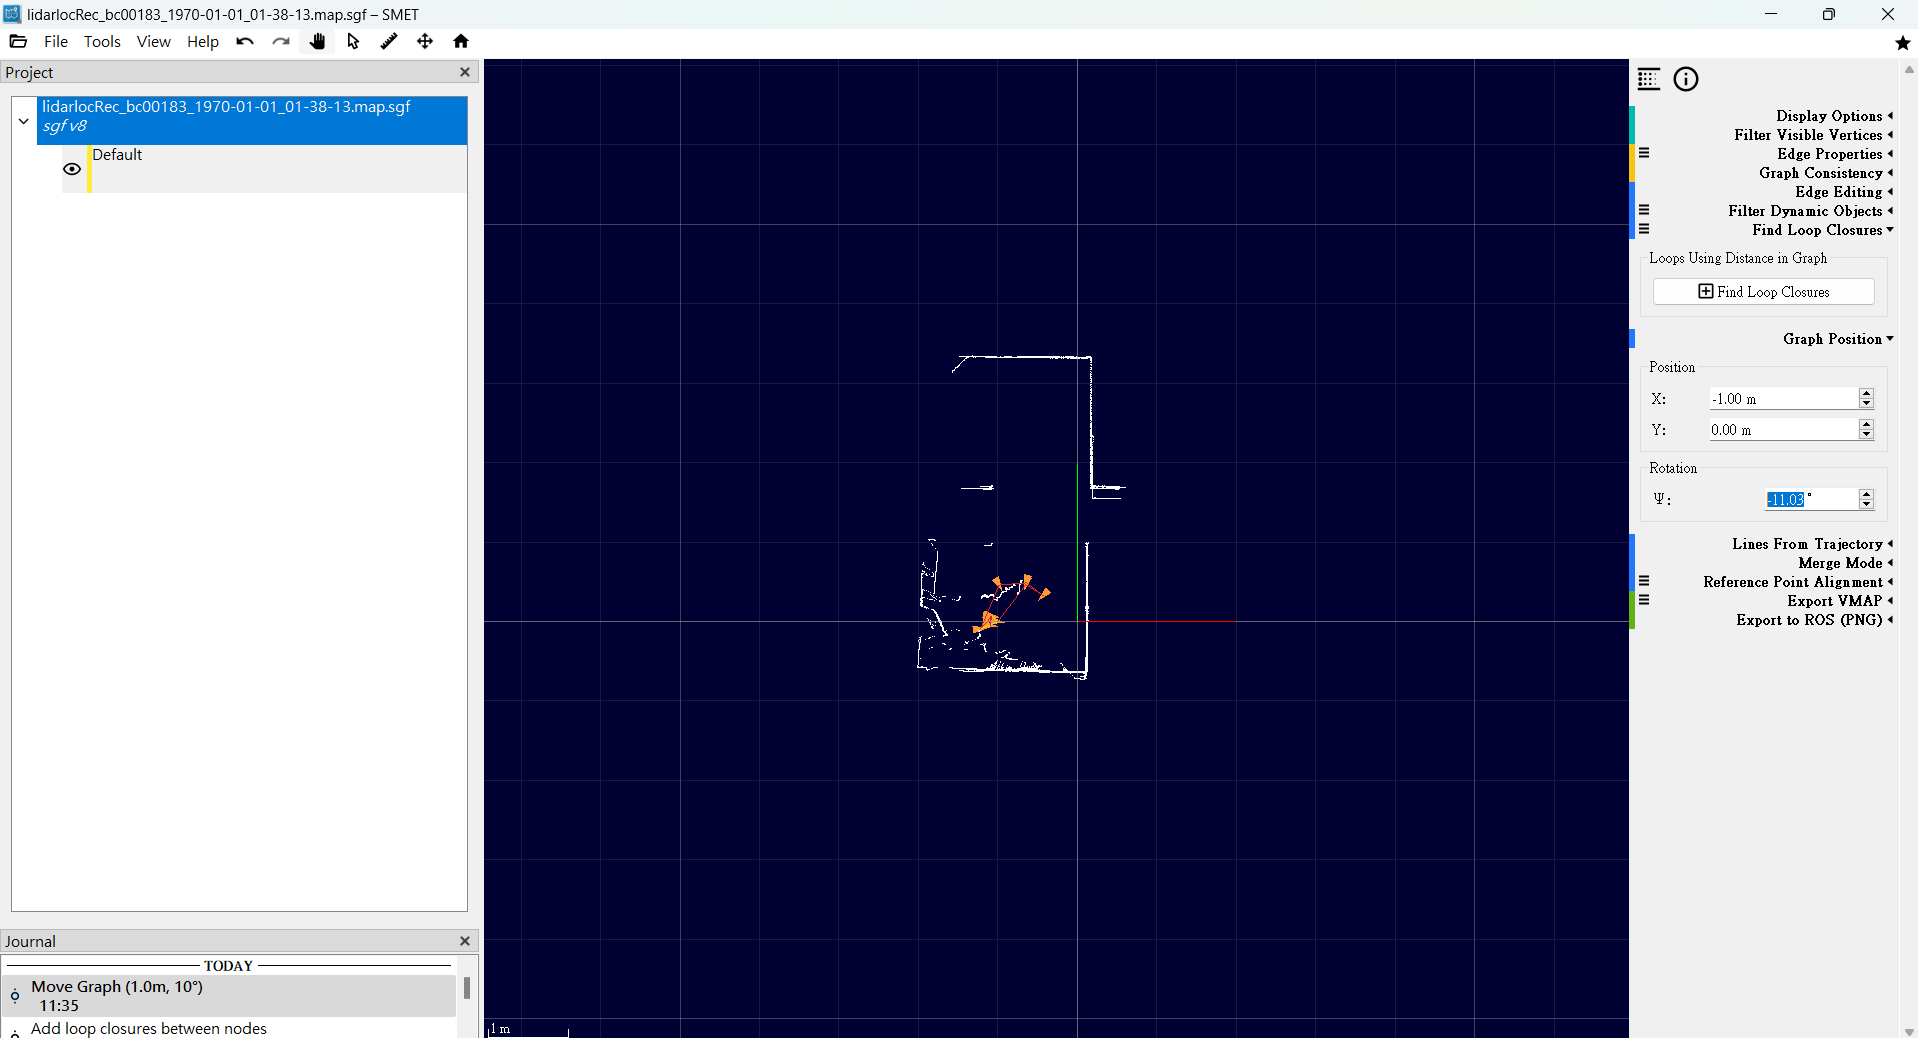 lidarlocRec_bc00183_1970-01-01_01-38-13.map.sgf – SMET
File Tools View Help
Project
lidarlocRec_bc00183_1970-01-01_01-38-13.map.sgf
sgf v8
Default
Journal
TODAY
Move Graph (1.0m, 10°)
11:35
Add loop closures between nodes
1 m
Display Options
Filter Visible Vertices
Edge Properties
Graph Consistency
Edge Editing
Filter Dynamic Objects
Find Loop Closures
Loops Using Distance in Graph
Find Loop Closures
Graph Position
Position
X: -1.00 m
Y: 0.00 m
Rotation
Ψ: -11.03 °
Lines From Trajectory
Merge Mode
Reference Point Alignment
Export VMAP
Export to ROS (PNG)